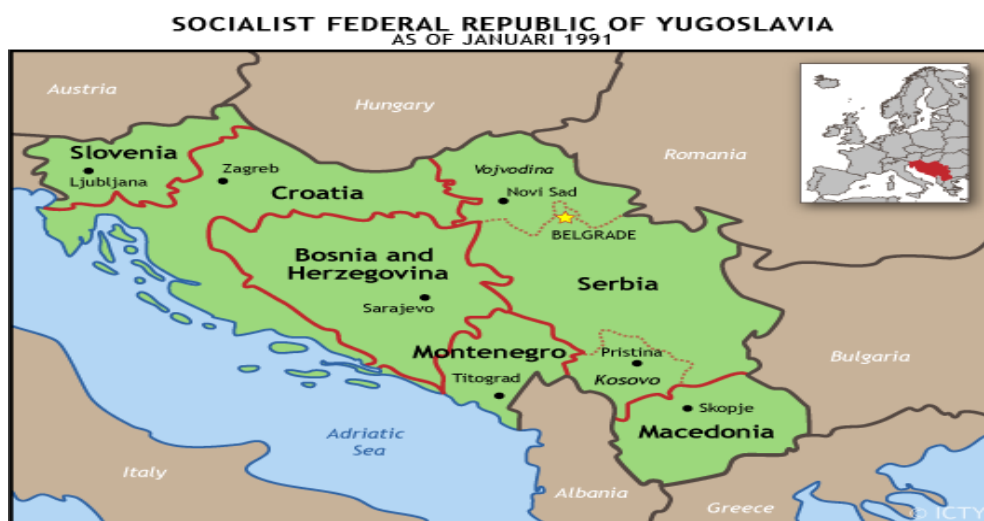 SOCIALIST FEDERAL REPUBLIC OF YUGOSLAVIA
AS OF JANUARI 1991
Austria
Hungary
Romania
Slovenia
Ljubljana
Zagreb
Croatia
Vojvodina
Novi Sad
BELGRADE
Bosnia and
Herzegovina
Sarajevo
Serbia
Montenegro
Titograd
Pristina
Kosovo
Bulgaria
Skopje
Macedonia
Adriatic
Sea
Italy
Albania
Greece
© ICTY